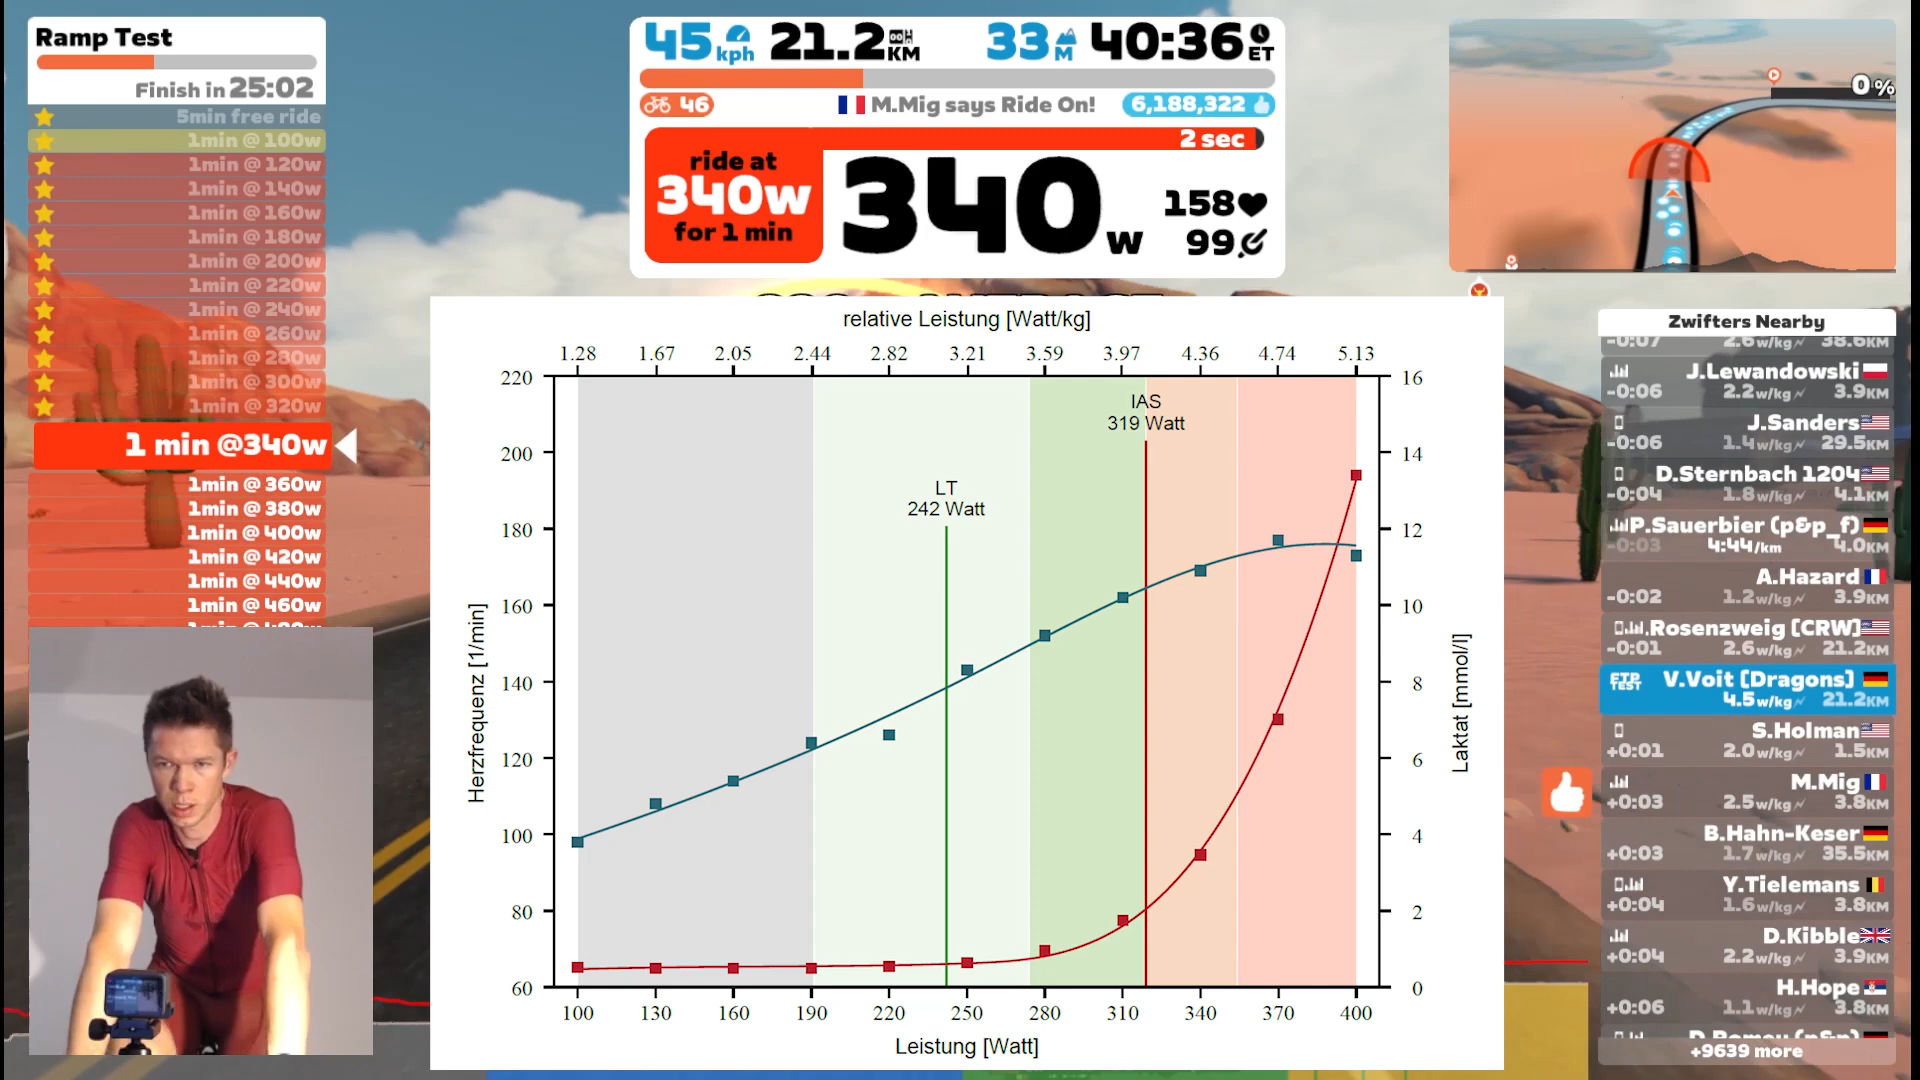 Ramp Test
Finish in 25:02
5min free ride
1min @ 100w
1min @ 120w
1min @ 140w
1min @ 160w
1min @ 180w
1min @ 200w
1min @ 220w
1min @ 240w
1min @ 260w
1min @ 280w
1min @ 300w
1min @ 320w
1 min @340w
1min @ 360w
1min @ 380w
1min @ 400w
1min @ 420w
1min @ 440w
1min @ 460w
45 kph 21.2 KM 33 M 40:36 ET
46 M.Mig says Ride On! 6,188,322
2 sec
ride at
340w
for 1 min
340 w
158
99
0 %
relative Leistung [Watt/kg]
1.28 1.67 2.05 2.44 2.82 3.21 3.59 3.97 4.36 4.74 5.13
220 200 180 160 140 120 100 80 60
16 14 12 10 8 6 4 2 0
Herzfrequenz [1/min]
Laktat [mmol/l]
LT
242 Watt
IAS
319 Watt
100 130 160 190 220 250 280 310 340 370 400
Leistung [Watt]
Zwifters Nearby
-0:07 2.6w/kg 38.6KM
J.Lewandowski
-0:06 2.2w/kg 3.9KM
J.Sanders
-0:06 1.4w/kg 29.5KM
D.Sternbach 1204
-0:04 1.8w/kg 4.1KM
P.Sauerbier (p&p_f)
-0:03 4:44/km 4.0KM
A.Hazard
-0:02 1.2w/kg 3.9KM
.Rosenzweig [CRW]
-0:01 2.6w/kg 21.2KM
FTP TEST V.Voit [Dragons]
4.5w/kg 21.2KM
S.Holman
+0:01 2.0w/kg 1.5KM
M.Mig
+0:03 2.5w/kg 3.8KM
B.Hahn-Keser
+0:03 1.7w/kg 35.5KM
Y.Tielemans
+0:04 1.6w/kg 3.8KM
D.Kibble
+0:04 2.2w/kg 3.9KM
H.Hope
+0:06 1.1w/kg 3.8KM
+9639 more